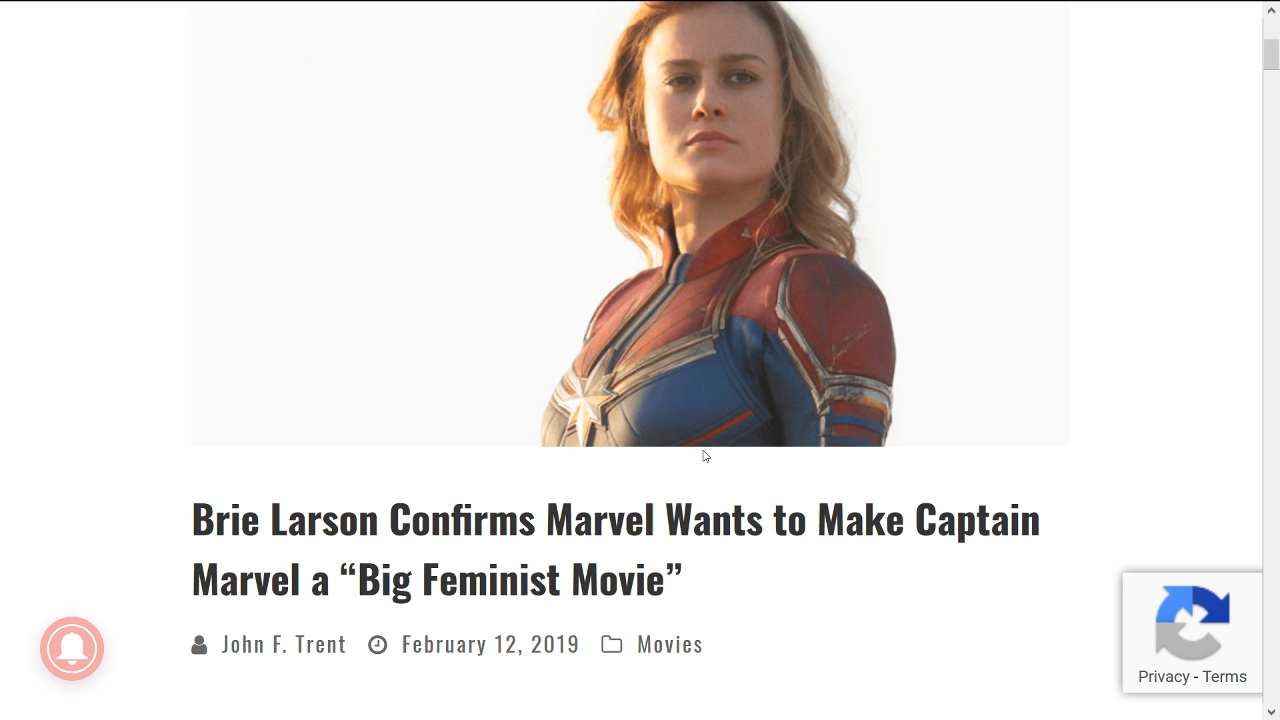 Brie Larson Confirms Marvel Wants to Make Captain
Marvel a “Big Feminist Movie”
John F. Trent February 12, 2019 Movies
Privacy - Terms